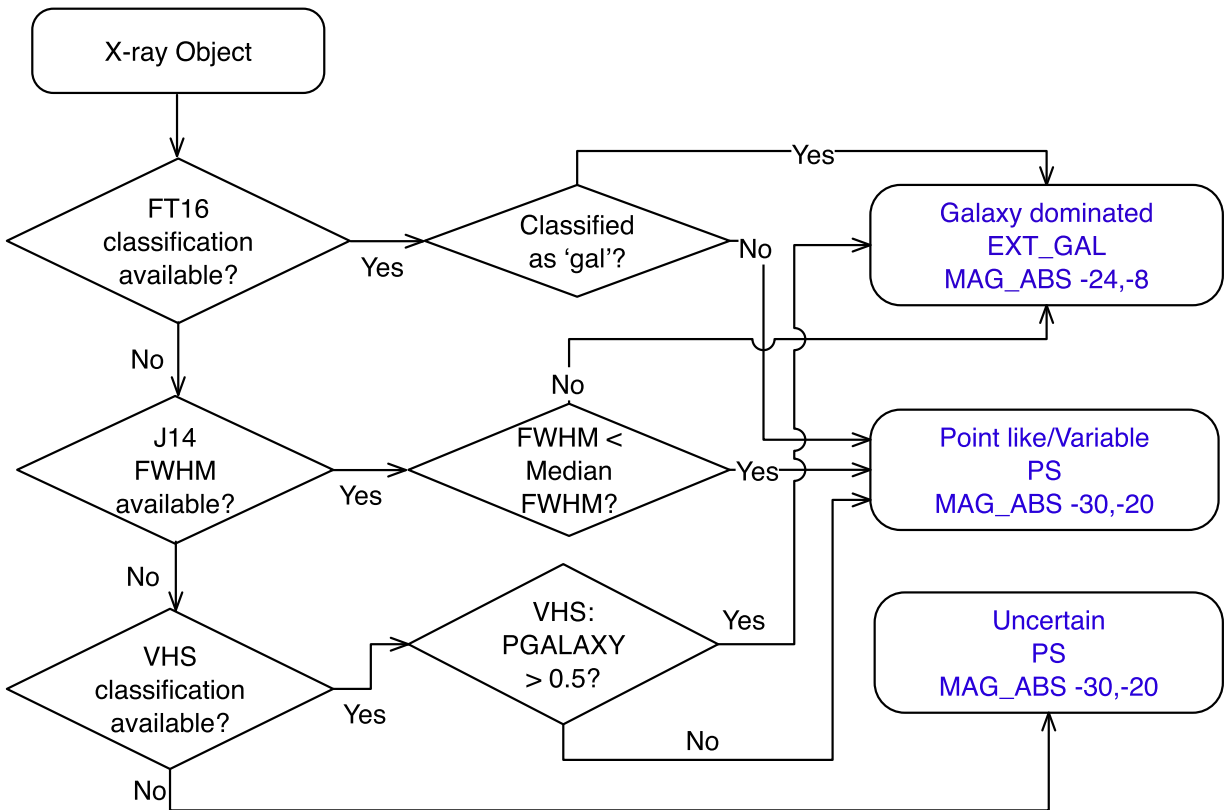 X-ray Object
FT16
classification
available?
Yes
Classified
as ‘gal’?
Yes
No
Galaxy dominated
EXT_GAL
MAG_ABS -24,-8
No
J14
FWHM
available?
Yes
No
FWHM <
Median
FWHM?
Yes
Point like/Variable
PS
MAG_ABS -30,-20
No
VHS
classification
available?
Yes
VHS:
PGALAXY
> 0.5?
Yes
No
Uncertain
PS
MAG_ABS -30,-20
No